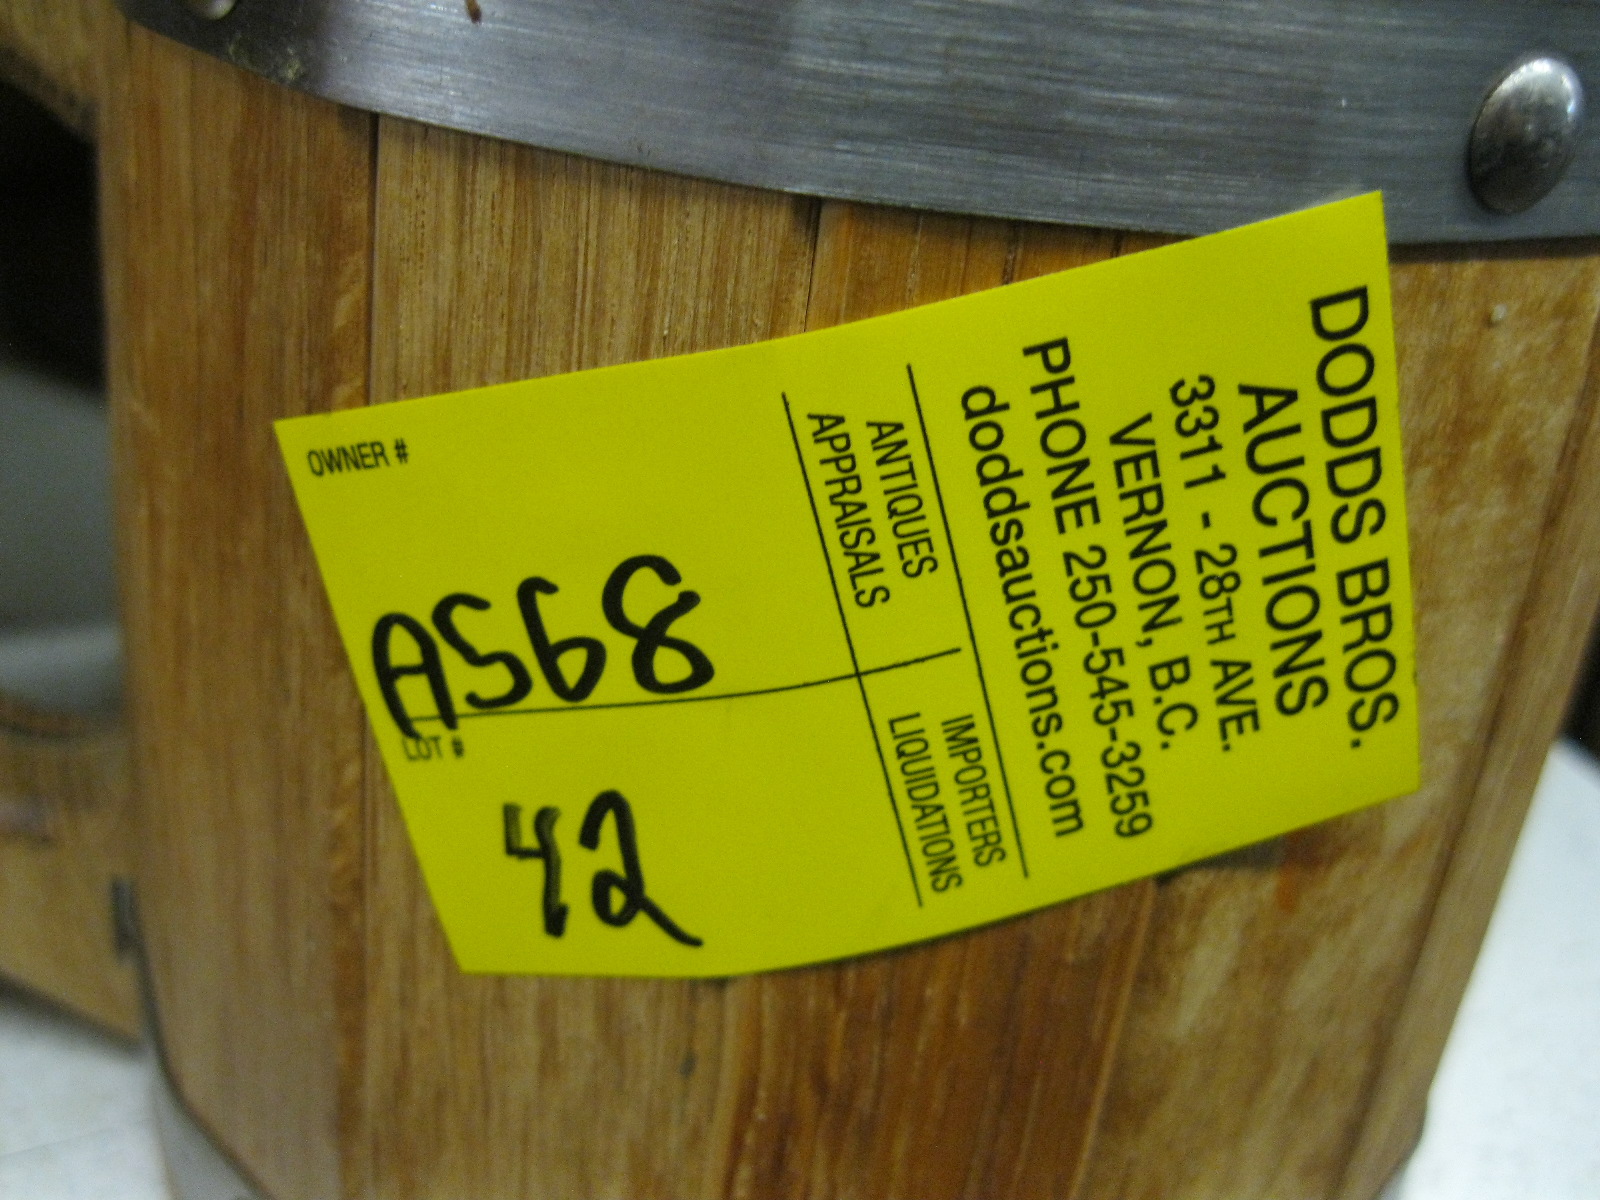 DODDS BROS.
AUCTIONS
3311 - 28TH AVE.
VERNON, B.C.
PHONE 250-545-3259
doddsauctions.com
ANTIQUES
APPRAISALS
IMPORTERS
LIQUIDATIONS
OWNER #
A568
LOT #
42